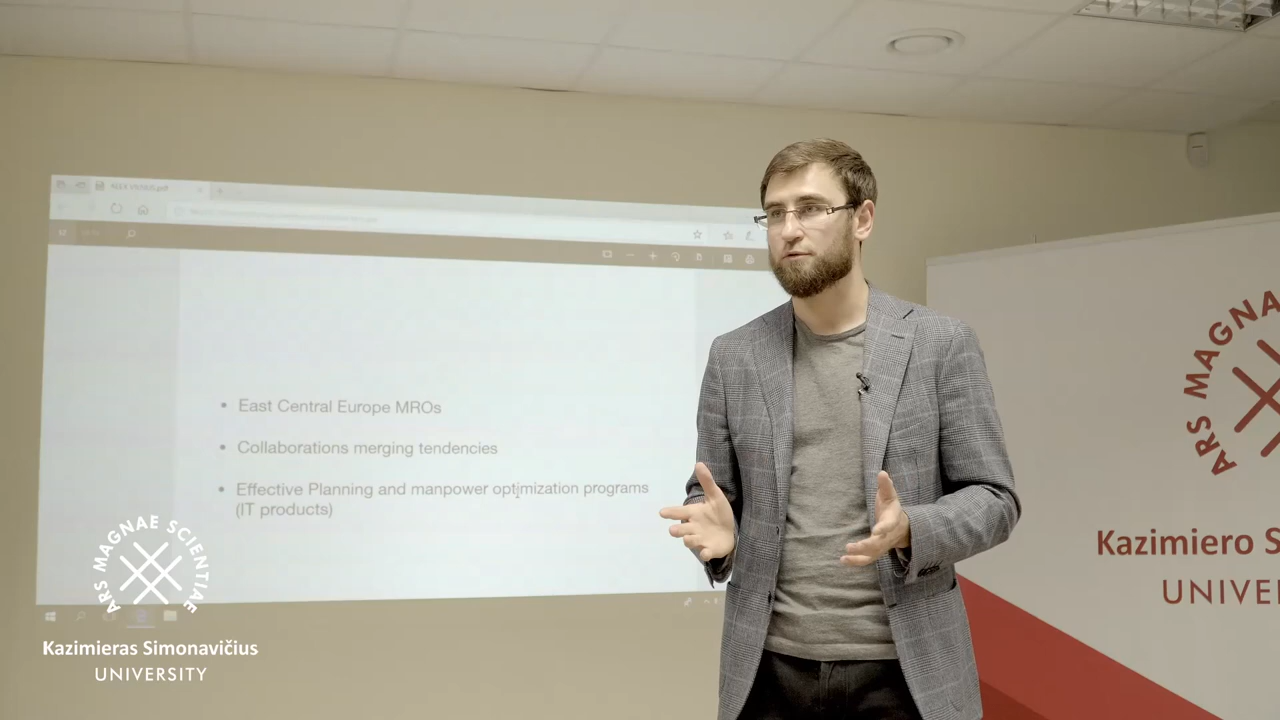 East Central Europe MROs
Collaborations merging tendencies
Effective Planning and manpower optimization programs
(IT products)
ARS MAGNAE SCIENTIAE
Kazimieras Simonavičius
UNIVERSITY
ARS MAGNA
Kazimiero S
UNIVE